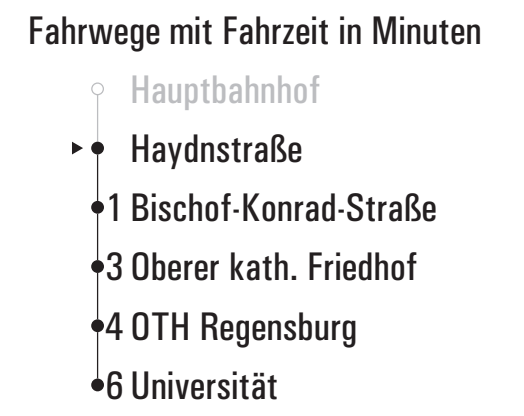 Fahrwege mit Fahrzeit in Minuten
Hauptbahnhof
Haydnstraße
1 Bischof-Konrad-Straße
3 Oberer kath. Friedhof
4 OTH Regensburg
6 Universität